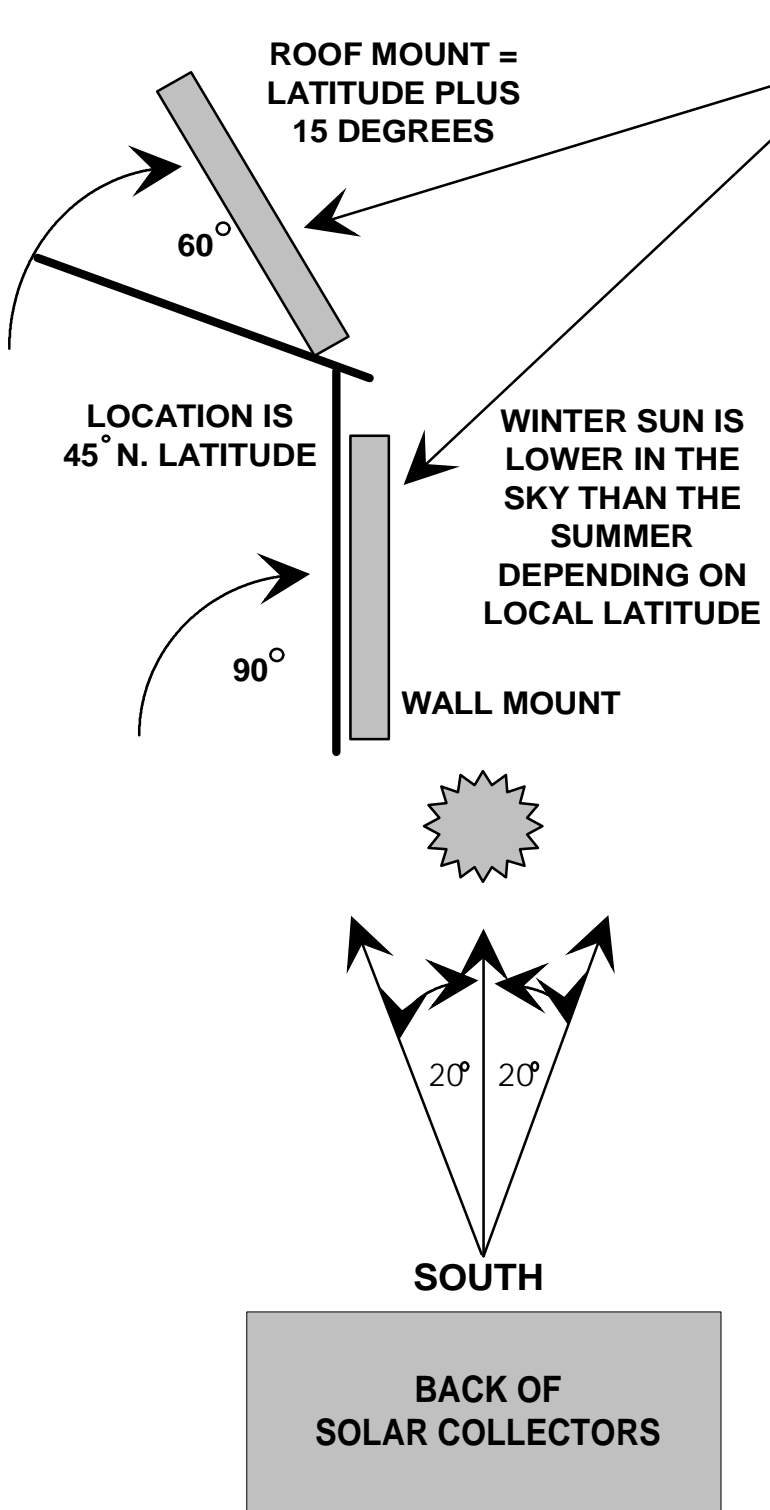 ROOF MOUNT =
LATITUDE PLUS
15 DEGREES
60°
LOCATION IS
45° N. LATITUDE
WINTER SUN IS
LOWER IN THE
SKY THAN THE
SUMMER
DEPENDING ON
LOCAL LATITUDE
90°
WALL MOUNT
20° 20°
SOUTH
BACK OF
SOLAR COLLECTORS